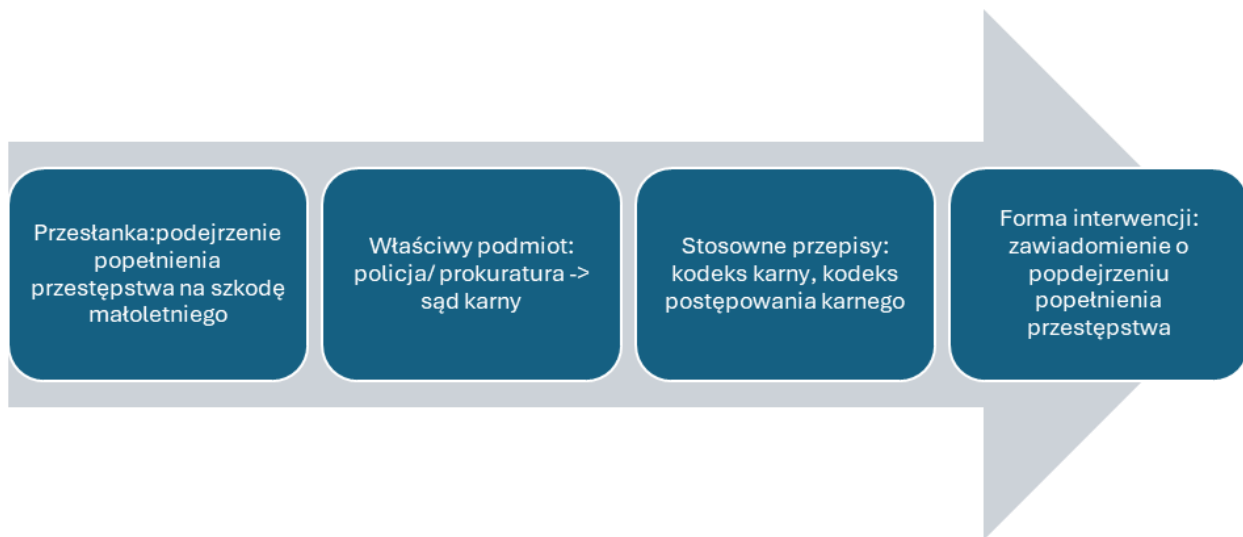 Przesłanka:podejrzenie
popełnienia
przestępstwa na szkodę
małoletniego
Właściwy podmiot:
policja/ prokuratura ->
sąd karny
Stosowne przepisy:
kodeks karny, kodeks
postępowania karnego
Forma interwencji:
zawiadomienie o
popdejrzeniu
popełnienia
przestępstwa